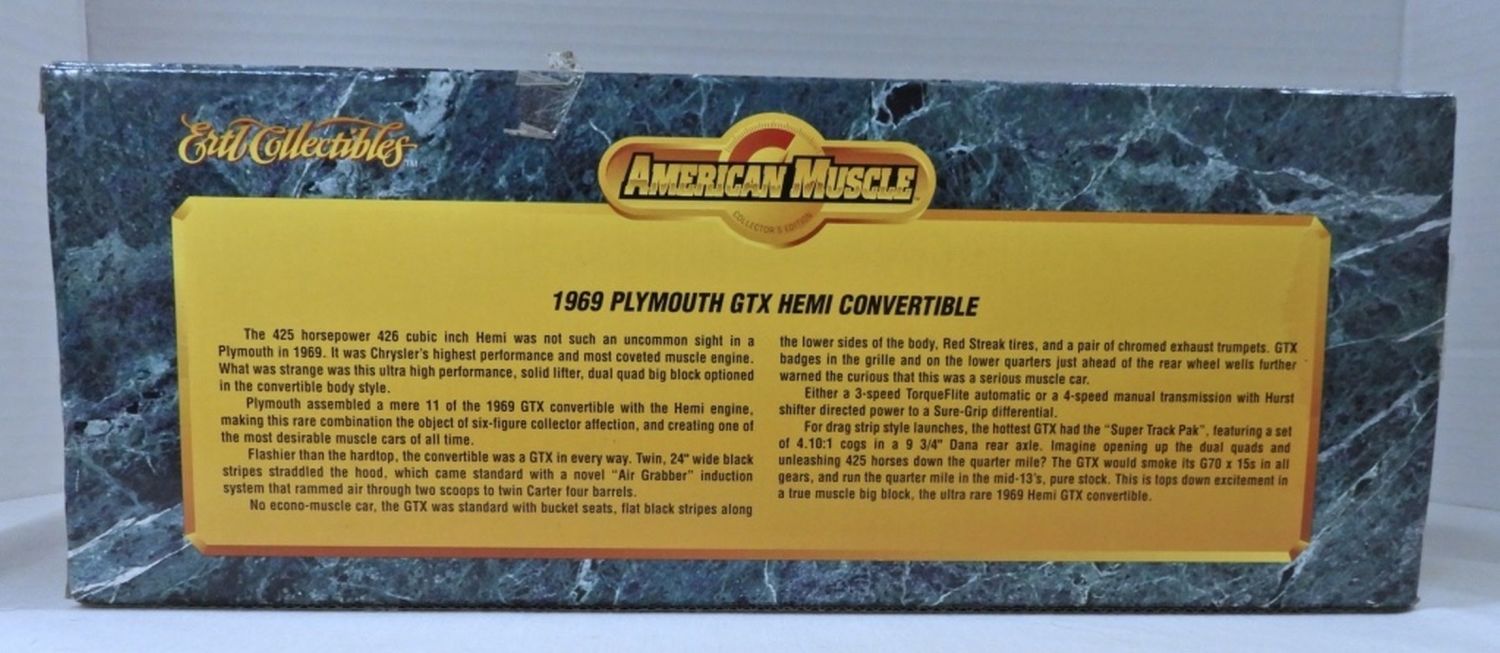 Ertl Collectibles™
AMERICAN MUSCLE™
COLLECTOR'S EDITION
1969 PLYMOUTH GTX HEMI CONVERTIBLE
The 425 horsepower 426 cubic inch Hemi was not such an uncommon sight in a
Plymouth in 1969. It was Chrysler's highest performance and most coveted muscle engine.
What was strange was this ultra high performance, solid lifter, dual quad big block optioned
in the convertible body style.
Plymouth assembled a mere 11 of the 1969 GTX convertible with the Hemi engine,
making this rare combination the object of six-figure collector affection, and creating one of
the most desirable muscle cars of all time.
Flashier than the hardtop, the convertible was a GTX in every way. Twin, 24" wide black
stripes straddled the hood, which came standard with a novel "Air Grabber" induction
system that rammed air through two scoops to twin Carter four barrels.
No econo-muscle car, the GTX was standard with bucket seats, flat black stripes along
the lower sides of the body, Red Streak tires, and a pair of chromed exhaust trumpets. GTX
badges in the grille and on the lower quarters just ahead of the rear wheel wells further
warned the curious that this was a serious muscle car.
Either a 3-speed TorqueFlite automatic or a 4-speed manual transmission with Hurst
shifter directed power to a Sure-Grip differential.
For drag strip style launches, the hottest GTX had the "Super Track Pak", featuring a set
of 4.10:1 cogs in a 9 3/4" Dana rear axle. Imagine opening up the dual quads and
unleashing 425 horses down the quarter mile? The GTX would smoke its G70 x 15s in all
gears, and run the quarter mile in the mid-13's, pure stock. This is tops down excitement in
a true muscle big block, the ultra rare 1969 Hemi GTX convertible.